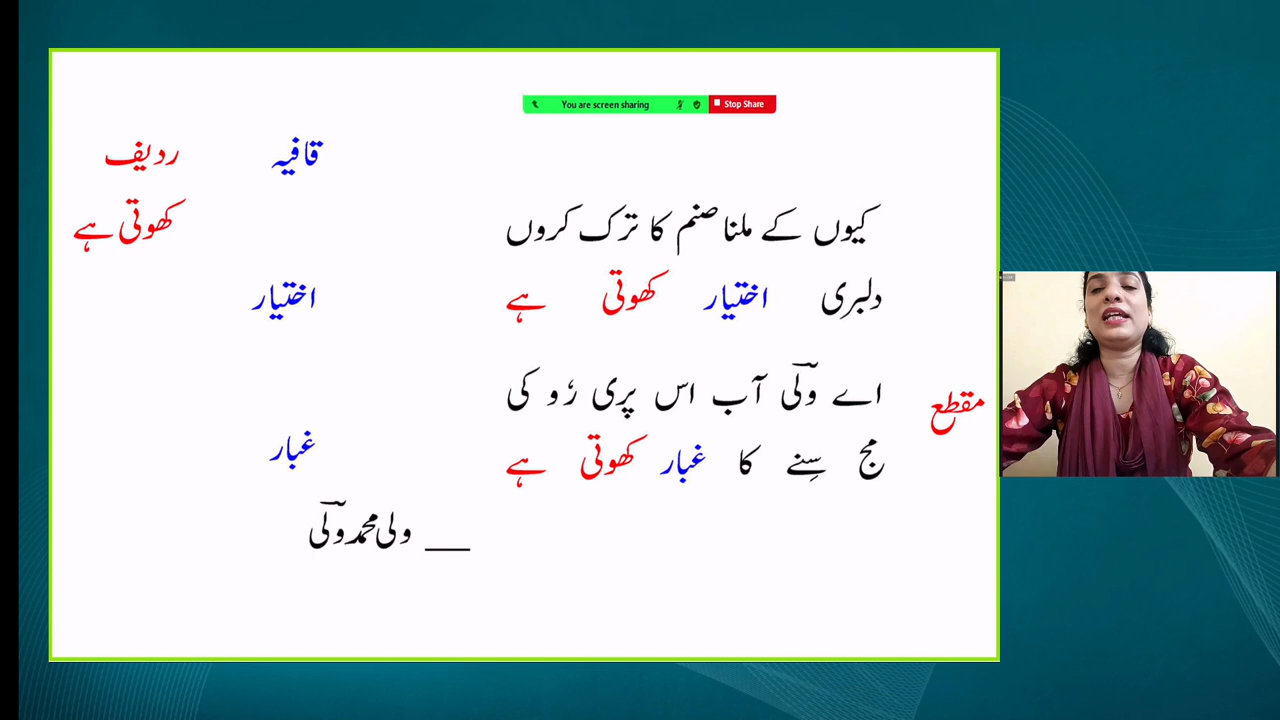 You are screen sharing Stop Share
قافیہ ردیف
کیوں کے ملنا صنم کا ترک کروں کھوتی ہے
دلبری اختیار کھوتی ہے اختیار
مقطع
اے ولیؔ آب اس پری رُو کی
مج سِنے کا غبار کھوتی ہے غبار
__ ولی محمد ولیؔ